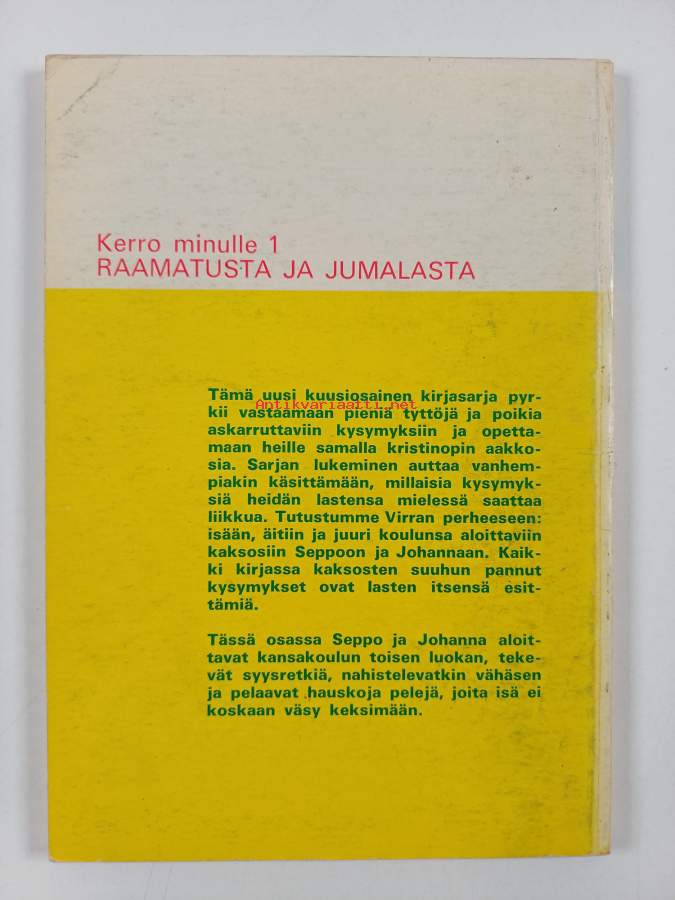 Kerro minulle 1
RAAMATUSTA JA JUMALASTA
Tämä uusi kuusiosainen kirjasarja pyr-
Antikvariaatti.net
kii vastaamaan pieniä tyttöjä ja poikia
askarruttaviin kysymyksiin ja opetta-
maan heille samalla kristinopin aakko-
sia. Sarjan lukeminen auttaa vanhem-
piakin käsittämään, millaisia kysymyk-
siä heidän lastensa mielessä saattaa
liikkua. Tutustumme Virran perheeseen:
isään, äitiin ja juuri koulunsa aloittaviin
kaksosiin Seppoon ja Johannaan. Kaik-
ki kirjassa kaksosten suuhun pannut
kysymykset ovat lasten itsensä esit-
tämiä.
Tässä osassa Seppo ja Johanna aloit-
tavat kansakoulun toisen luokan, teke-
vät syysretkiä, nahistelevatkin vähäsen
ja pelaavat hauskoja pelejä, joita isä ei
koskaan väsy keksimään.